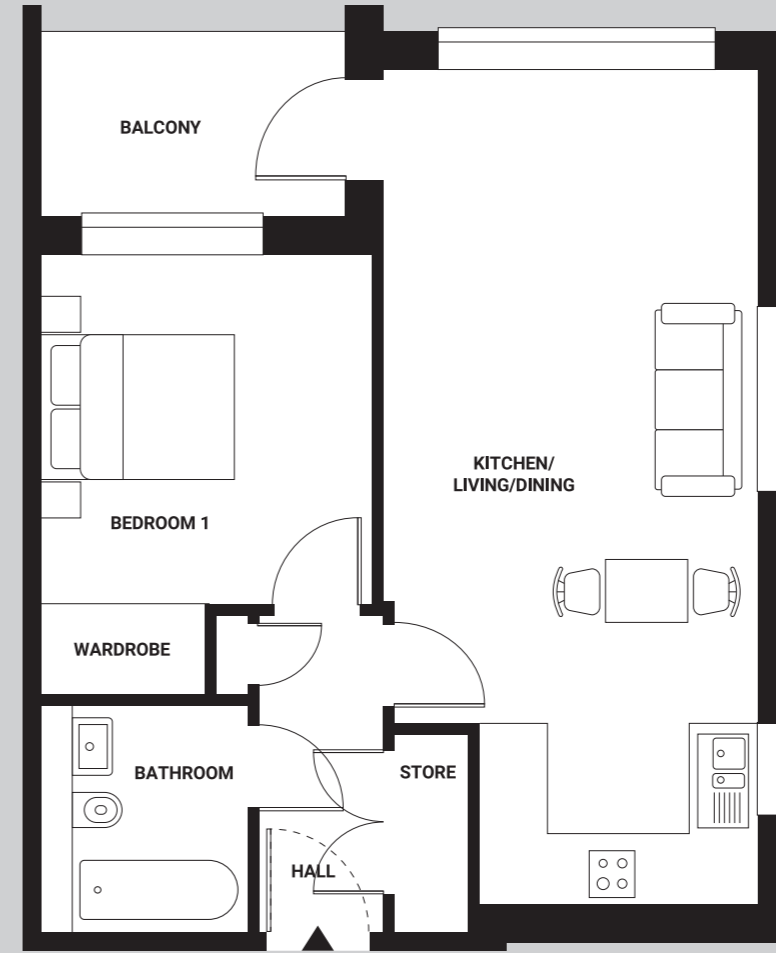 BALCONY
KITCHEN/
LIVING/DINING
BEDROOM 1
WARDROBE
BATHROOM
STORE
HALL